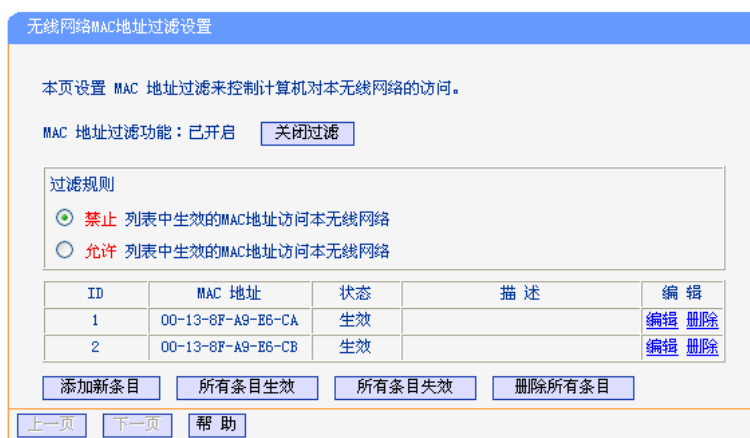 无线网络MAC地址过滤设置
本页设置 MAC 地址过滤来控制计算机对本无线网络的访问。
MAC 地址过滤功能：已开启 关闭过滤
过滤规则
禁止 列表中生效的MAC地址访问本无线网络
允许 列表中生效的MAC地址访问本无线网络
ID MAC 地址 状态 描 述 编 辑
1 00-13-8F-A9-E6-CA 生效 编辑 删除
2 00-13-8F-A9-E6-CB 生效 编辑 删除
添加新条目 所有条目生效 所有条目失效 删除所有条目
上一页 下一页 帮 助